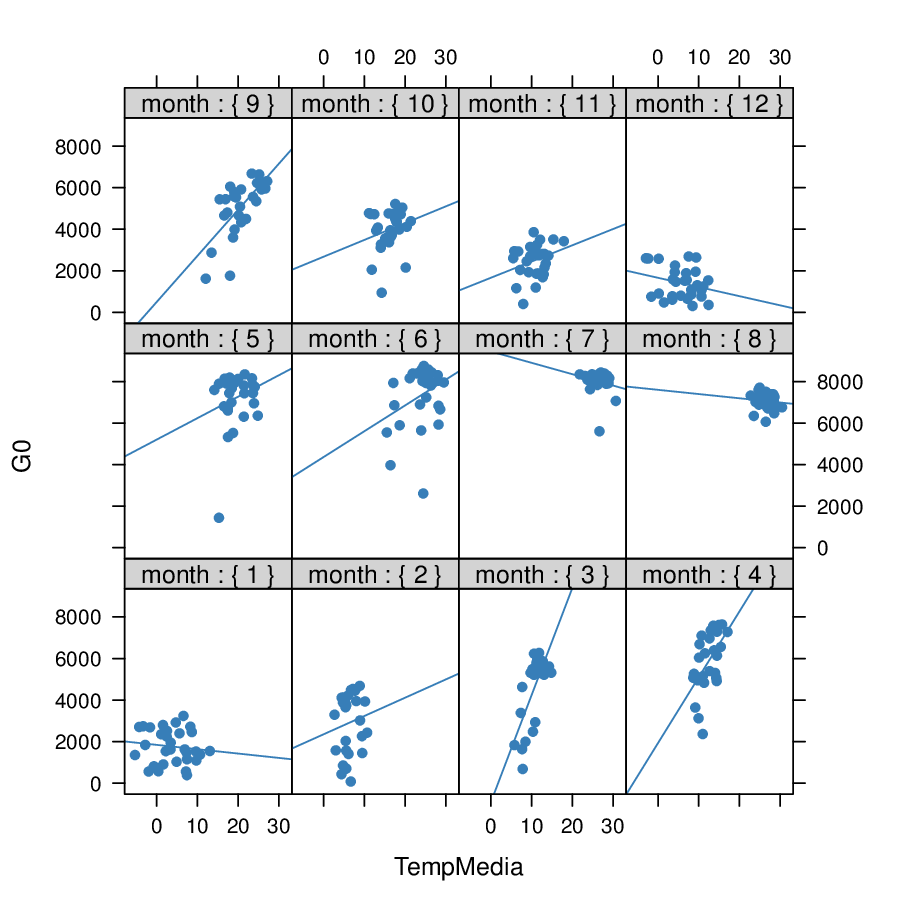 0 10 20 30 0 10 20 30
month : { 9 } month : { 10 } month : { 11 } month : { 12 }
8000
6000
4000
2000
0
month : { 5 } month : { 6 } month : { 7 } month : { 8 }
8000
6000
4000
2000
0
G0
month : { 1 } month : { 2 } month : { 3 } month : { 4 }
8000
6000
4000
2000
0
0 10 20 30 0 10 20 30
TempMedia